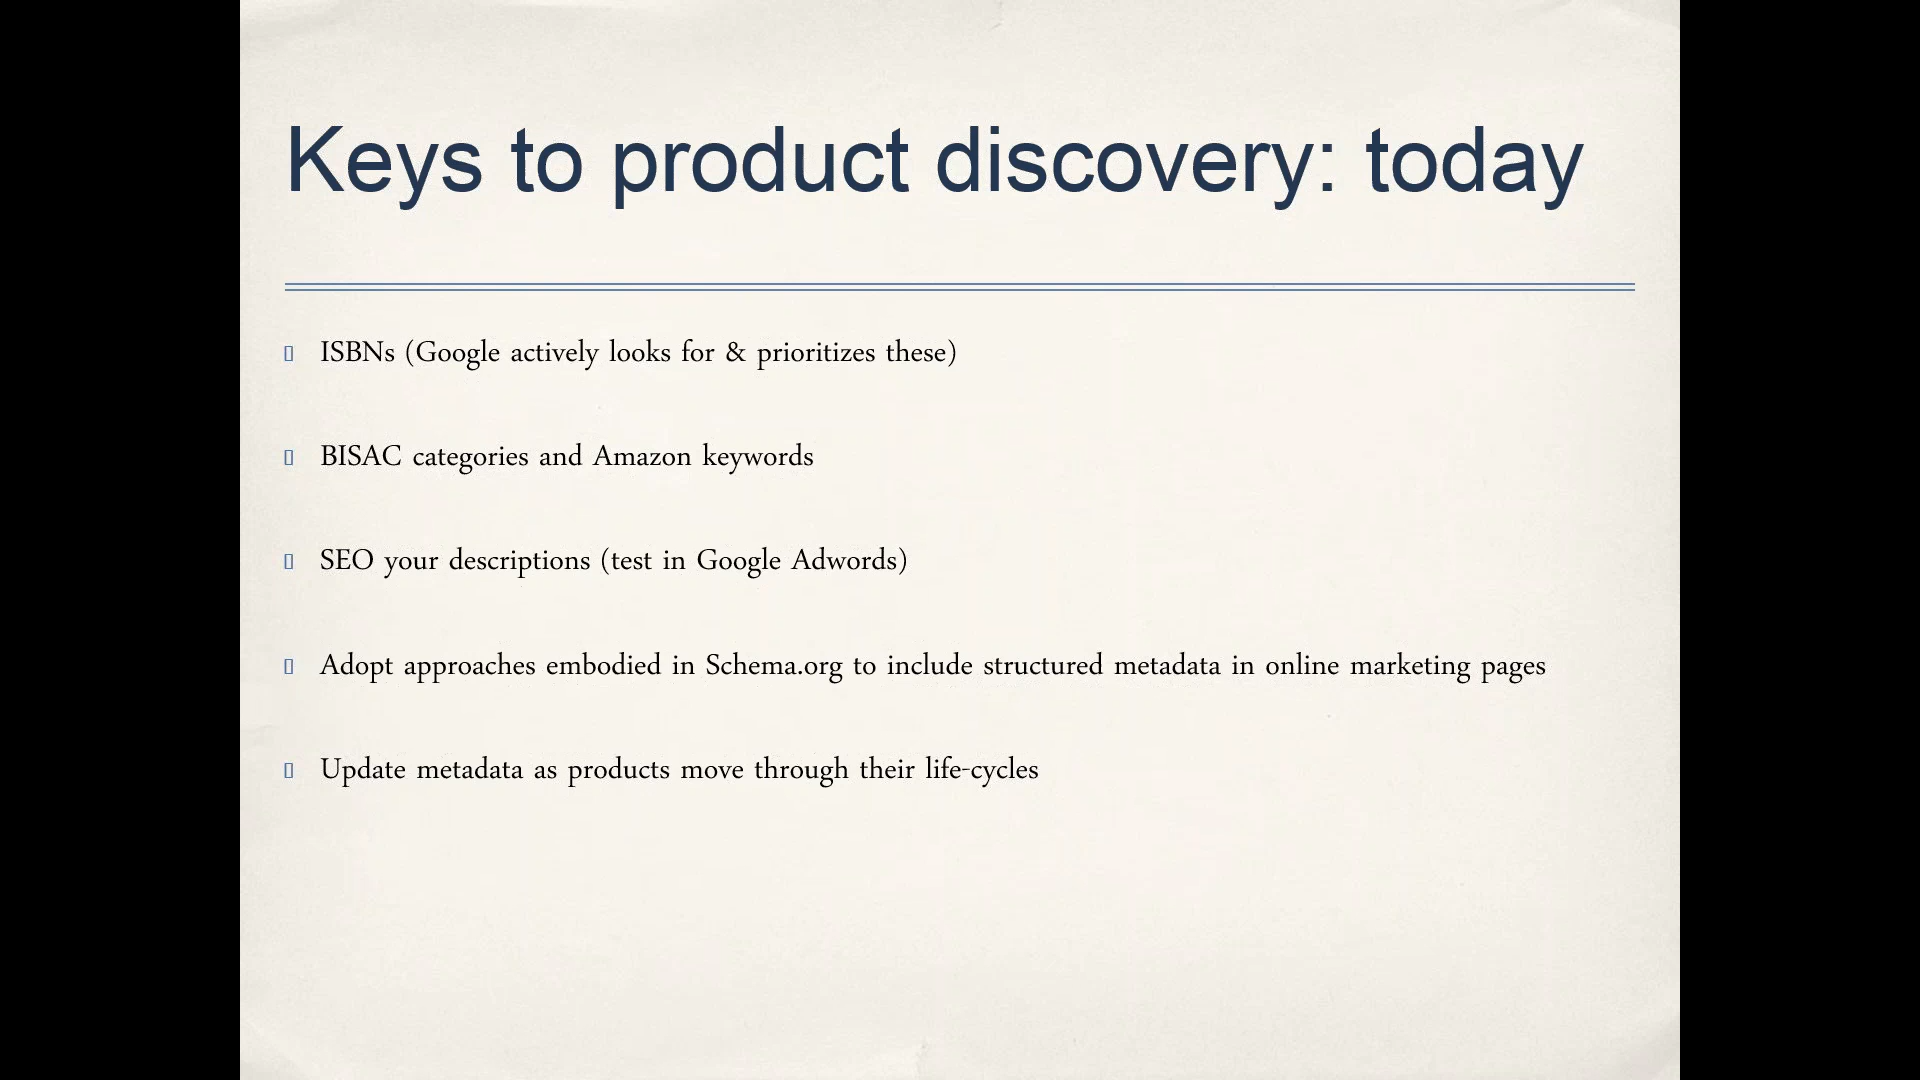 Keys to product discovery: today
ISBNs (Google actively looks for & prioritizes these)
BISAC categories and Amazon keywords
SEO your descriptions (test in Google Adwords)
Adopt approaches embodied in Schema.org to include structured metadata in online marketing pages
Update metadata as products move through their life-cycles